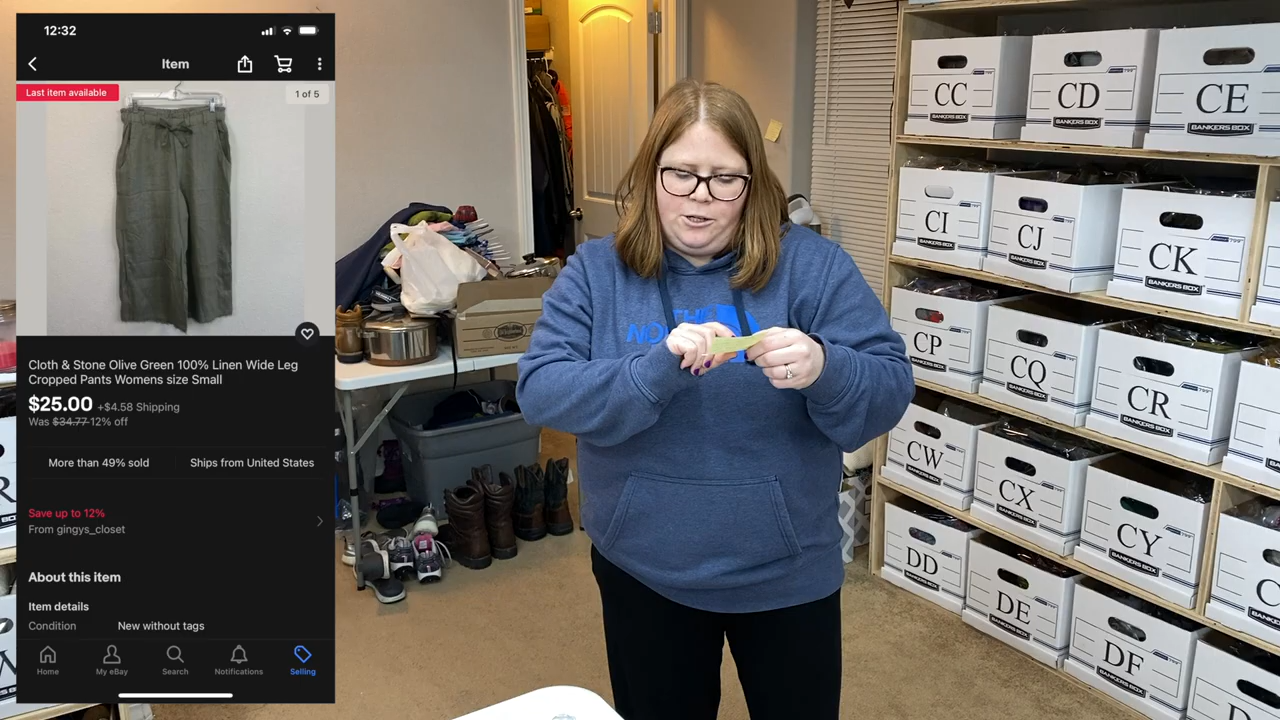 12:32
Item
Last item available
1 of 5
Cloth & Stone Olive Green 100% Linen Wide Leg
Cropped Pants Womens size Small
$25.00 +$4.58 Shipping
Was $34.77 12% off
More than 49% sold
Ships from United States
Save up to 12%
From gingys_closet
About this item
Item details
Condition New without tags
Home
My eBay
Search
Notifications
Selling
THE
NO
CC
BANKERS BOX
CD
BANKERS BOX
CE
BANKERS BOX
CI
BANKERS BOX
CJ
BANKERS BOX
CK
BANKERS BOX
CP
BANKERS BOX
CQ
BANKERS BOX
CR
BANKERS BOX
CW
BANKERS BOX
CX
BANKERS BOX
CY
BANKERS BOX
DD
BANKERS BOX
DE
BANKERS BOX
DF
BANKERS BOX